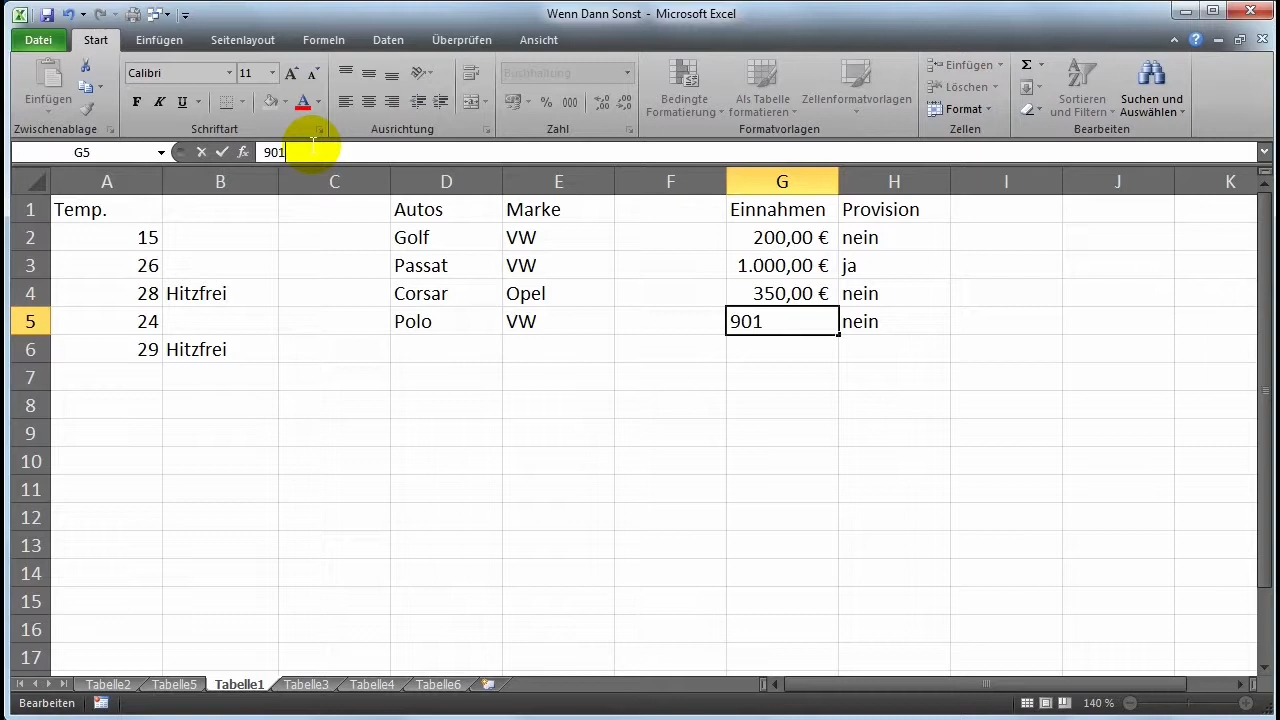 Wenn Dann Sonst - Microsoft Excel
Datei Start Einfügen Seitenlayout Formeln Daten Überprüfen Ansicht
Calibri 11 Buchhaltung Einfügen Σ
Löschen
Einfügen F K U % 000 Bedingte Formatierung Als Tabelle formatieren Zellenformatvorlagen Format Sortieren und Filtern Suchen und Auswählen
Zwischenablage Schriftart Ausrichtung Zahl Formatvorlagen Zellen Bearbeiten
G5 fx 901
A B C D E F G H I J K
1 Temp. Autos Marke Einnahmen Provision
2 15 Golf VW 200,00 € nein
3 26 Passat VW 1.000,00 € ja
4 28 Hitzfrei Corsar Opel 350,00 € nein
5 24 Polo VW 901 nein
6 29 Hitzfrei
7
8
9
10
11
12
13
14
15
16
17
Tabelle2 Tabelle5 Tabelle1 Tabelle3 Tabelle4 Tabelle6
Bearbeiten 140 %